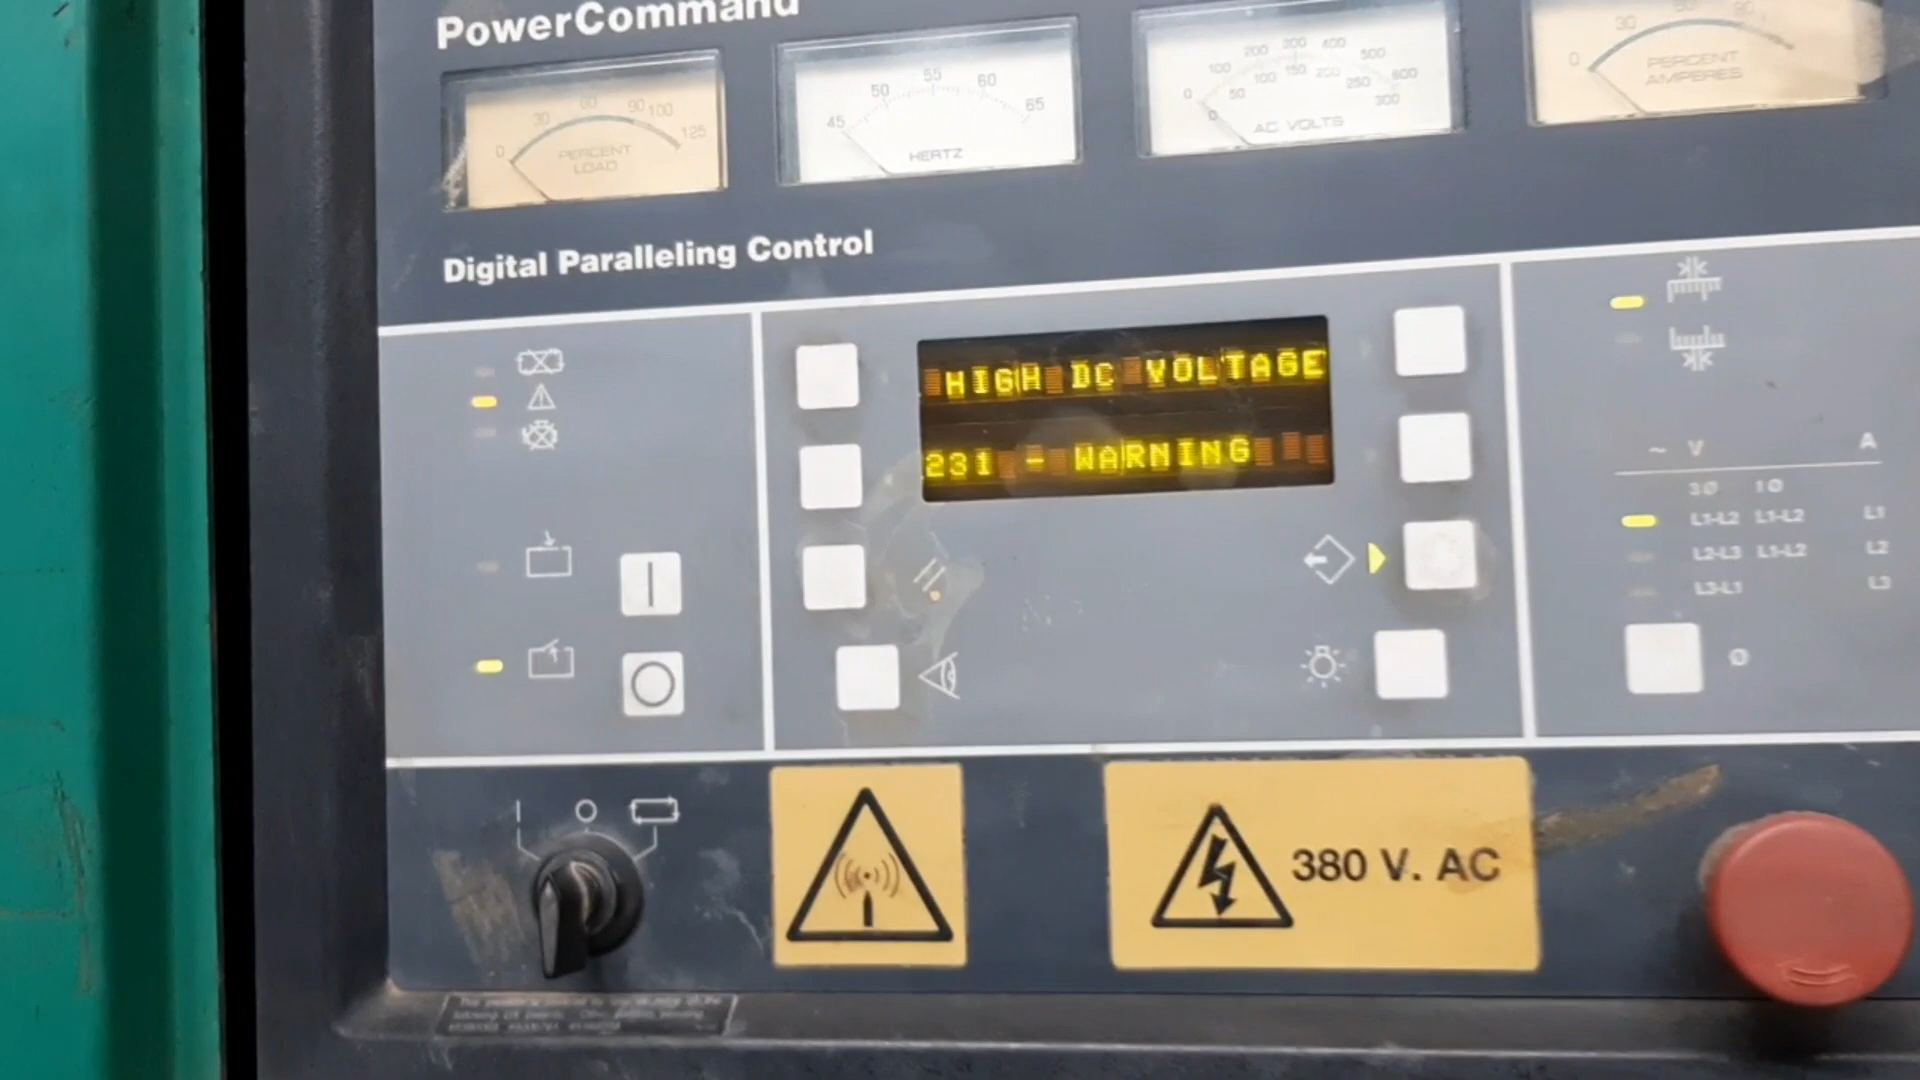 PowerCommand
0 30 60 90 100 125
PERCENT
LOAD
45 50 55 60 65
HERTZ
0 100 200 300 400 500 600
0 50 100 150 200 250 300
AC VOLTS
0 30 60 90
PERCENT
AMPERES
Digital Paralleling Control
HIGH DC VOLTAGE
231 - WARNING
~ V A
3Ø 1Ø
L1-L2 L1-L2 L1
L2-L3 L1-L2 L2
L3-L1 L3
Ø
380 V. AC